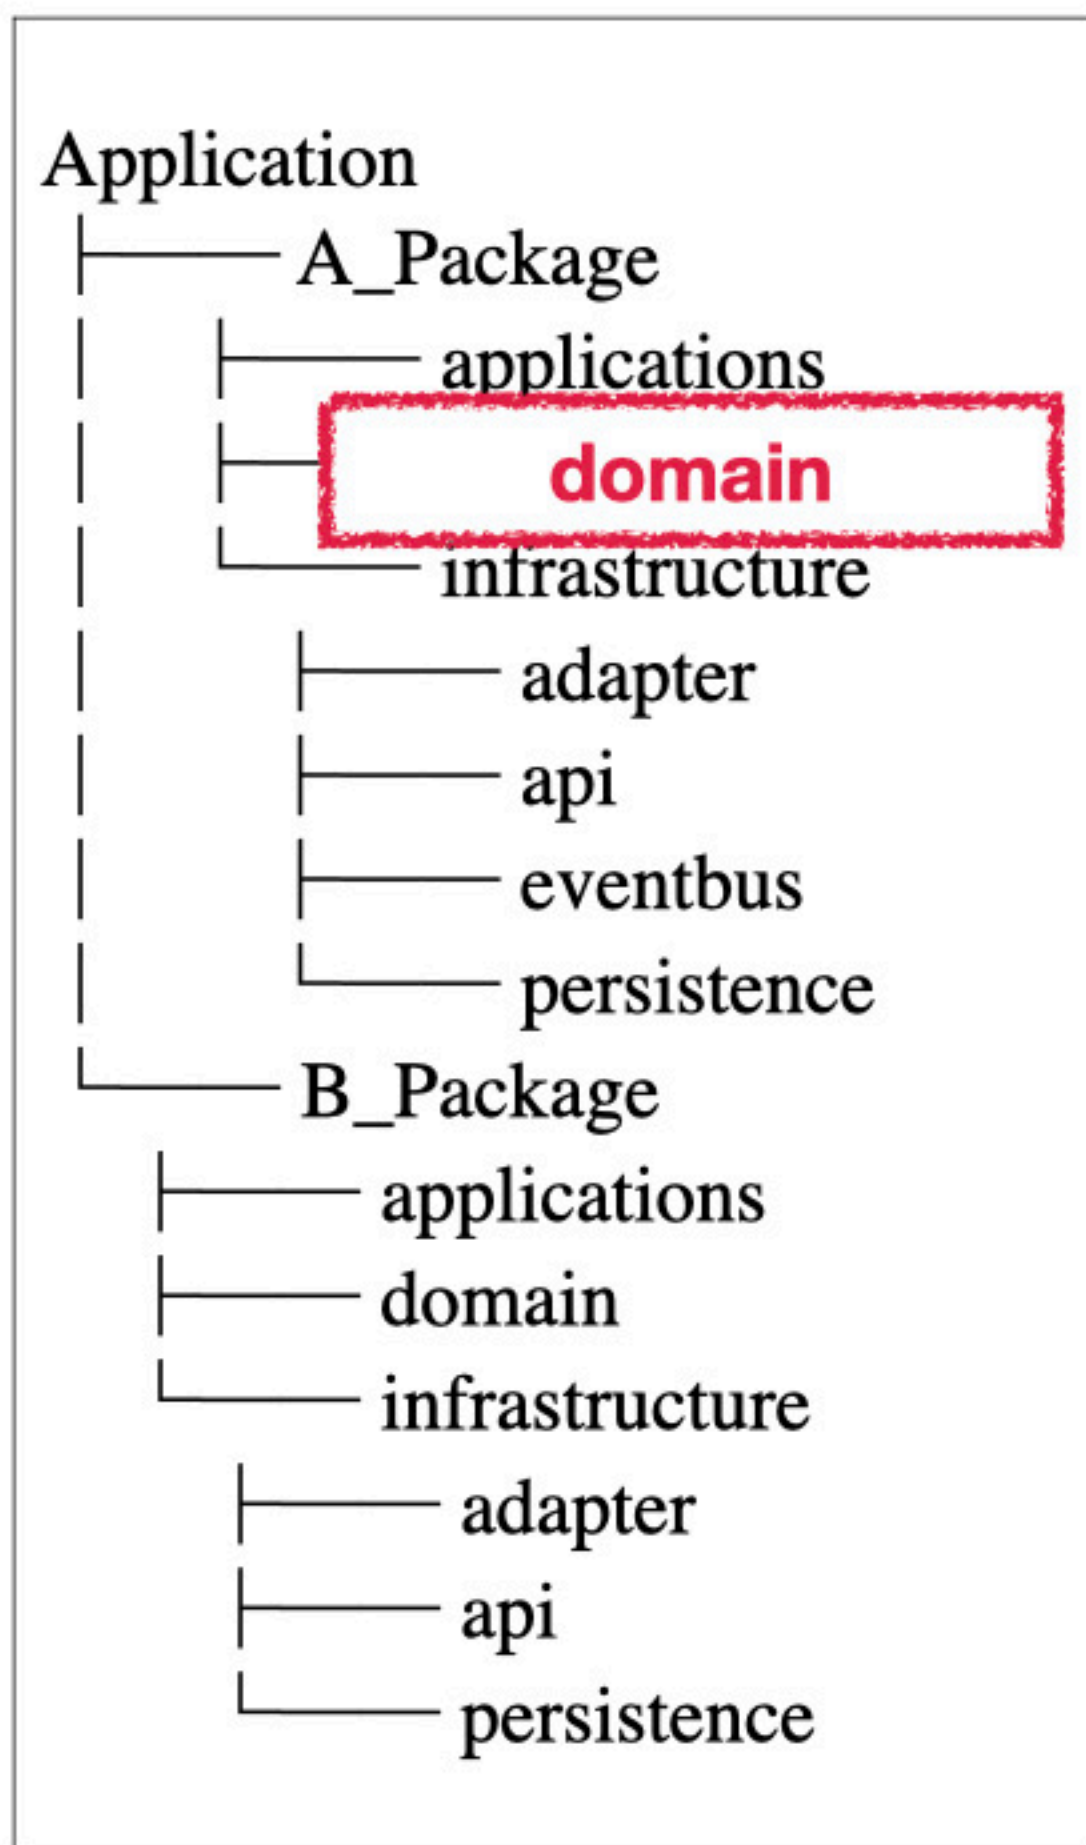 Application
A_Package
applications
domain
infrastructure
adapter
api
eventbus
persistence
B_Package
applications
domain
infrastructure
adapter
api
persistence